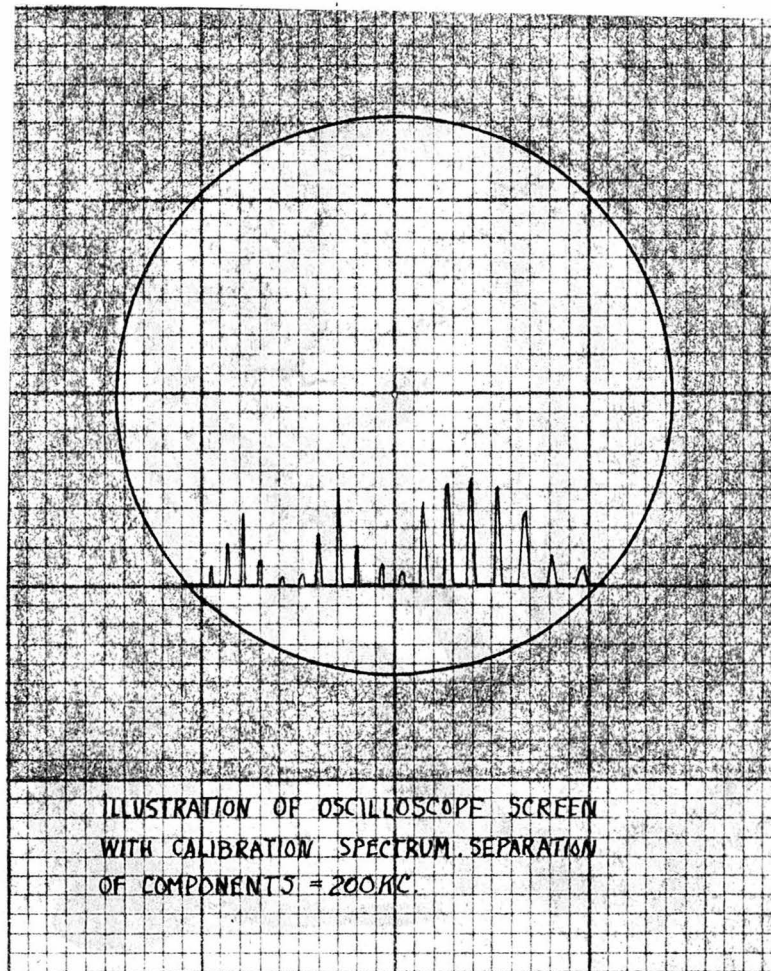 ILLUSTRATION OF OSCILLOSCOPE SCREEN
WITH CALIBRATION SPECTRUM. SEPARATION
OF COMPONENTS = 200KC.